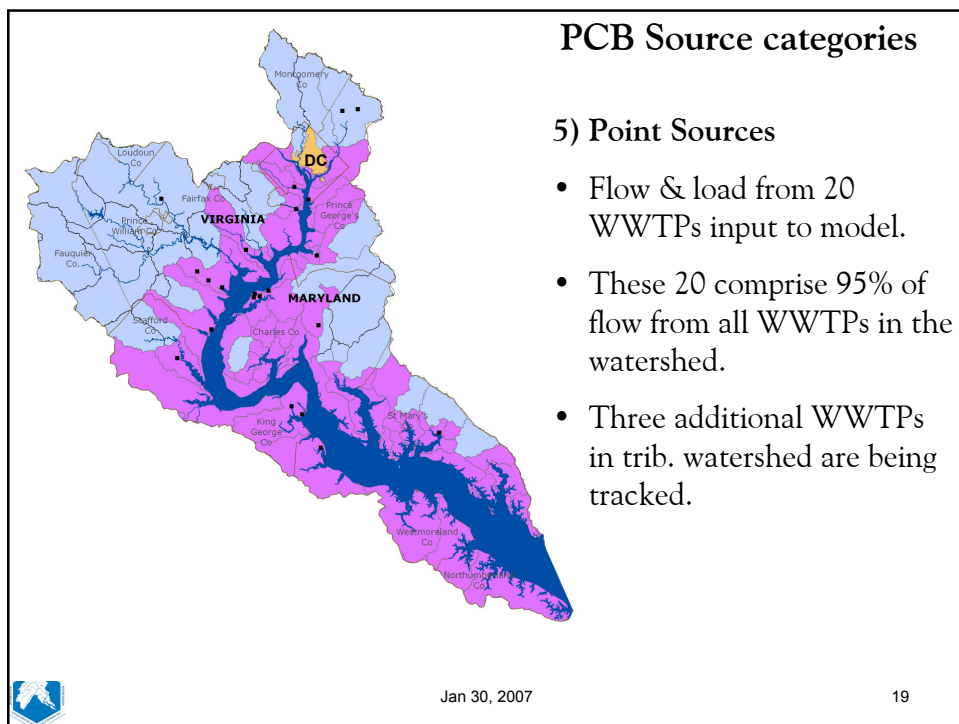 PCB Source categories
5) Point Sources
• Flow & load from 20
WWTPs input to model.
• These 20 comprise 95% of
flow from all WWTPs in the
watershed.
• Three additional WWTPs
in trib. watershed are being
tracked.
Montgomery
Co
DC
Loudoun
Co
Fairfax Co
VIRGINIA
Prince
George's
Co
Prince
William Co
Fauquier
Co.
MARYLAND
Stafford
Co
Charles Co
St Mary's
King
George
Co
Westmoreland
Co
Northumberland
Co
Jan 30, 2007
19